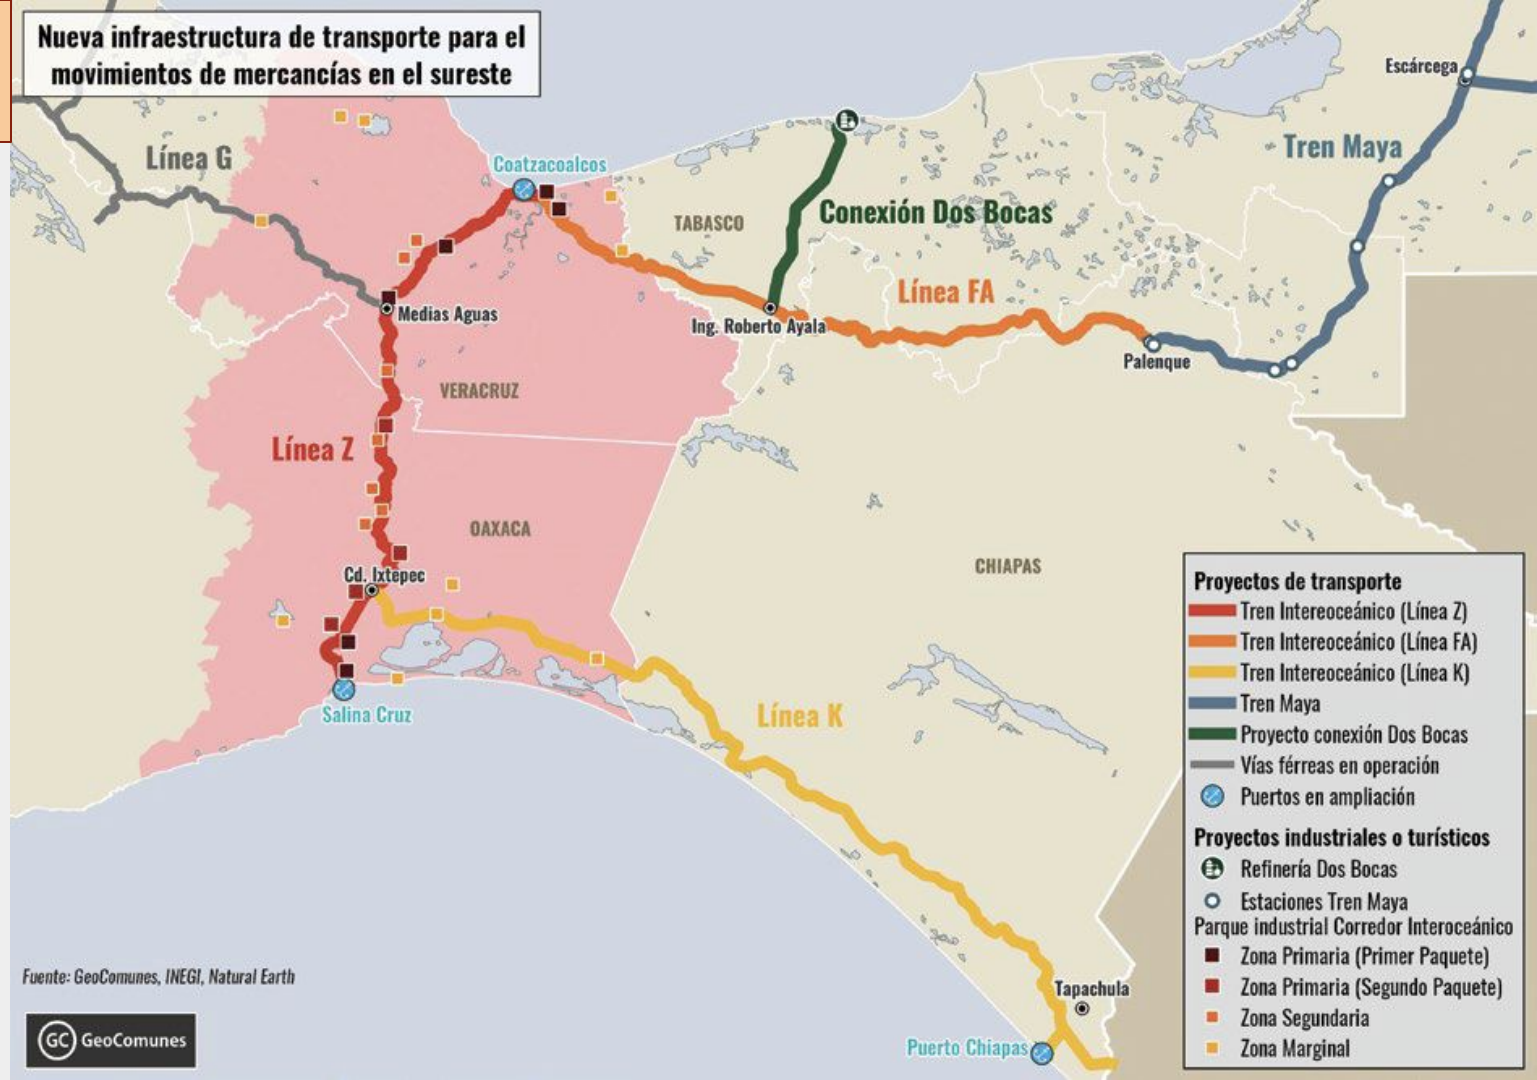 Nueva infraestructura de transporte para el
movimientos de mercancías en el sureste
Escárcega
Línea G
Tren Maya
Coatzacoalcos
TABASCO
Conexión Dos Bocas
Línea FA
Medias Aguas
Ing. Roberto Ayala
Palenque
VERACRUZ
Línea Z
OAXACA
CHIAPAS
Cd. Ixtepec
Salina Cruz
Línea K
Tapachula
Puerto Chiapas
Proyectos de transporte
Tren Intereoceánico (Línea Z)
Tren Intereoceánico (Línea FA)
Tren Intereoceánico (Línea K)
Tren Maya
Proyecto conexión Dos Bocas
Vías férreas en operación
Puertos en ampliación
Proyectos industriales o turísticos
Refinería Dos Bocas
Estaciones Tren Maya
Parque industrial Corredor Interoceánico
Zona Primaria (Primer Paquete)
Zona Primaria (Segundo Paquete)
Zona Segundaria
Zona Marginal
Fuente: GeoComunes, INEGI, Natural Earth
GC GeoComunes